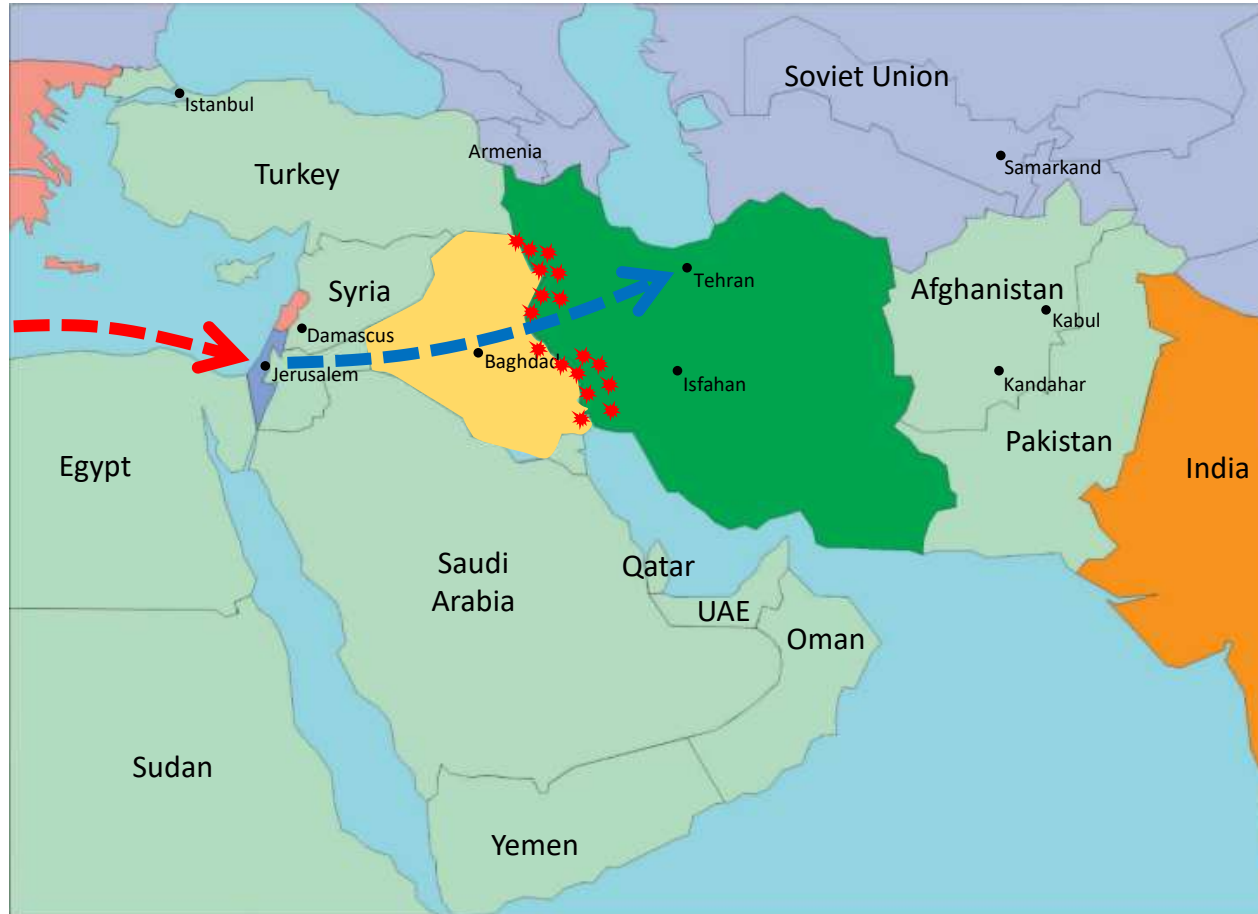 Soviet Union
Istanbul
Armenia
Samarkand
Turkey
Tehran
Syria
Afghanistan
Kabul
Damascus
Baghdad
Jerusalem
Isfahan
Kandahar
Pakistan
Egypt
India
Saudi
Arabia
Qatar
UAE
Oman
Sudan
Yemen